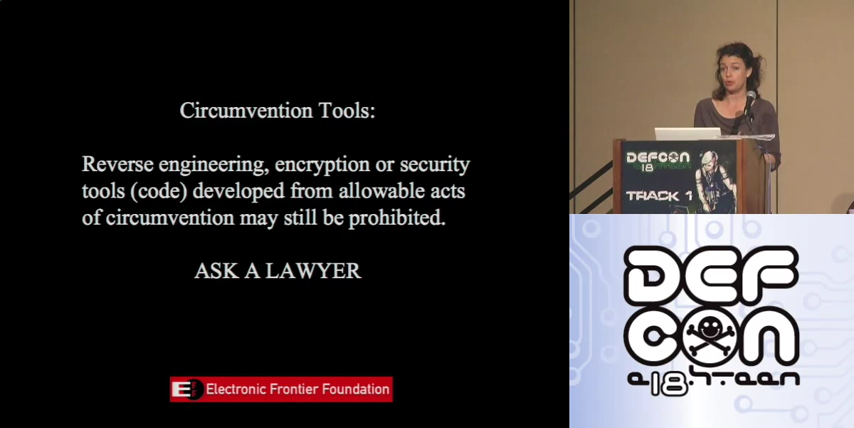 Circumvention Tools:
Reverse engineering, encryption or security
tools (code) developed from allowable acts
of circumvention may still be prohibited.
ASK A LAWYER
Electronic Frontier Foundation
DEFCON
18
TRACK 1
DEF
CON
e18hteen